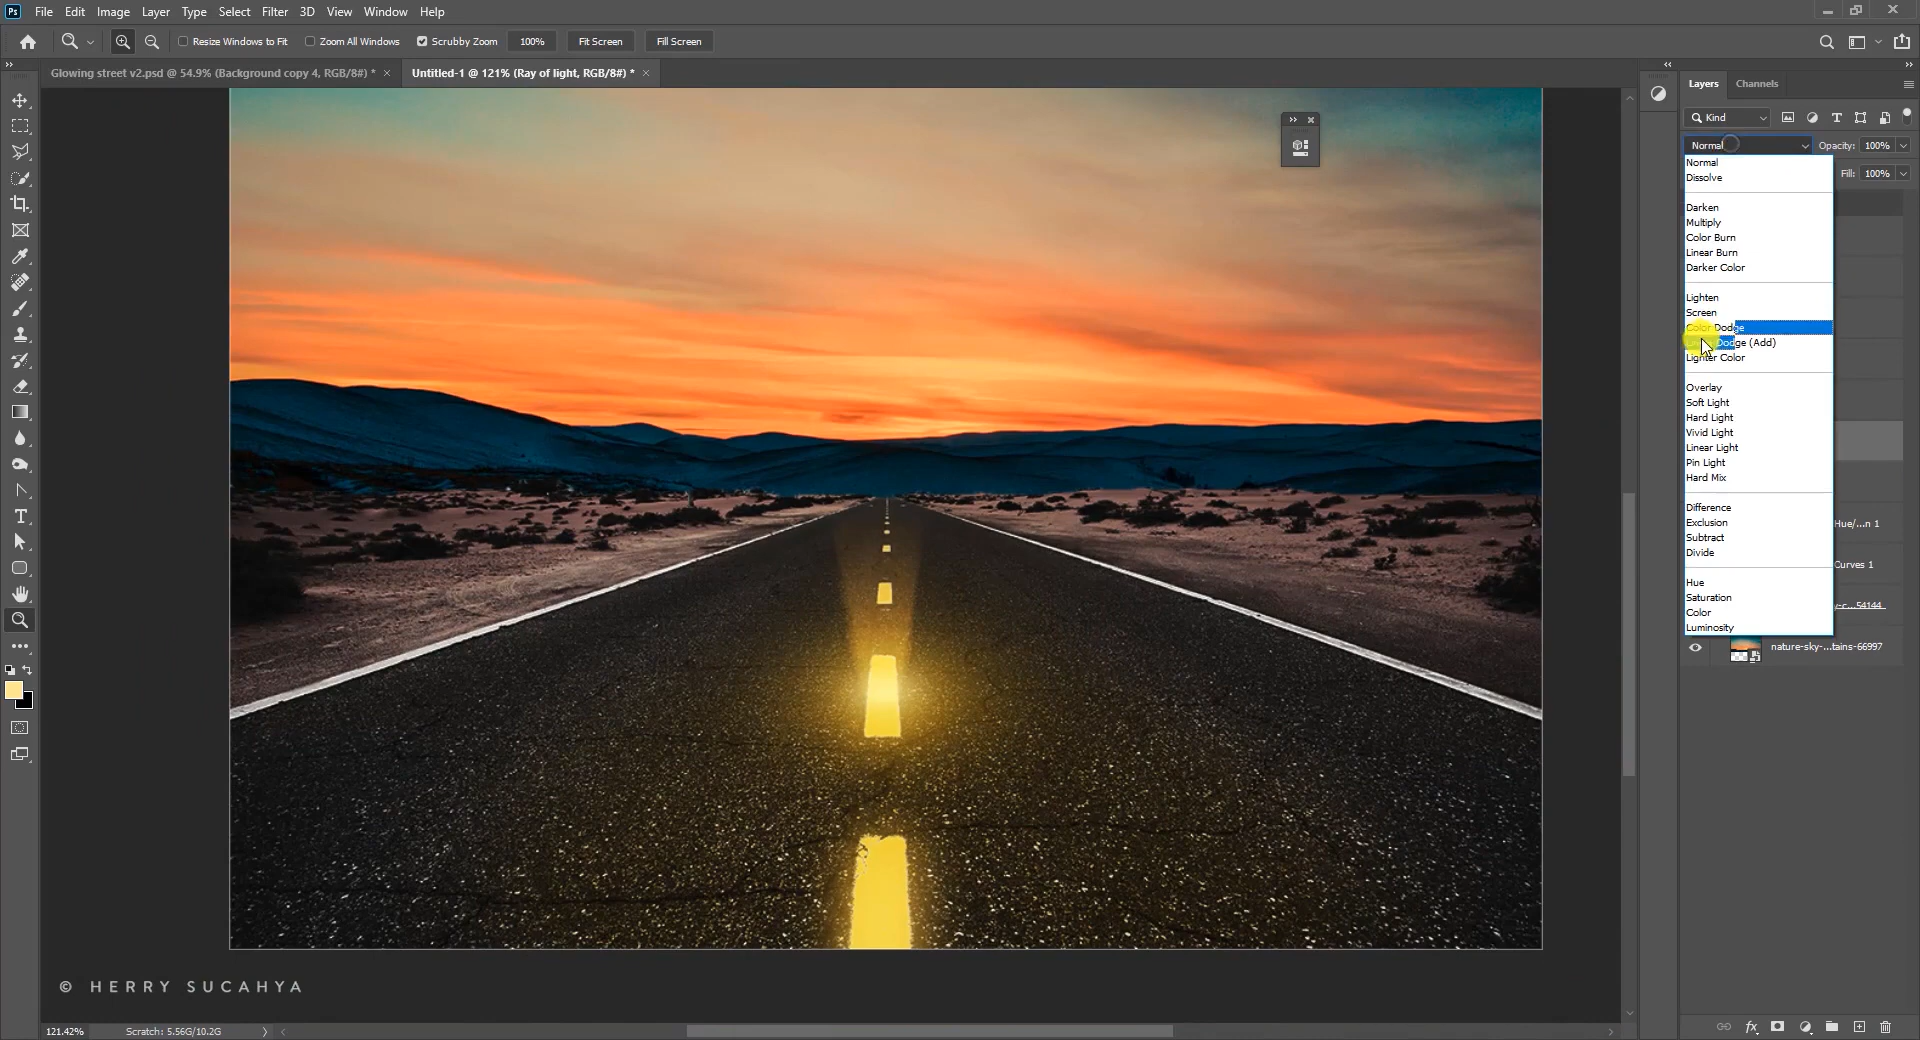 Ps File Edit Image Layer Type Select Filter 3D View Window Help
Resize Windows to Fit Zoom All Windows Scrubby Zoom 100% Fit Screen Fill Screen
Glowing street v2.psd @ 54.9% (Background copy 4, RGB/8#) * Untitled-1 @ 121% (Ray of light, RGB/8#) *
Layers Channels
Kind
Normal Opacity: 100%
Normal
Fill: 100%
Dissolve
Darken
Multiply
Color Burn
Linear Burn
Darker Color
Lighten
Screen
Color Dodge
Dodge (Add)
Lighter Color
Overlay
Soft Light
Hard Light
Vivid Light
Linear Light
Pin Light
Hard Mix
Difference
Exclusion
Hue/...n 1
Subtract
Divide
Curves 1
Hue
Saturation
y-c...54144
Color
Luminosity
nature-sky-...tains-66997
© HERRY SUCAHYA
121.42% Scratch: 5.56G/10.2G
fx